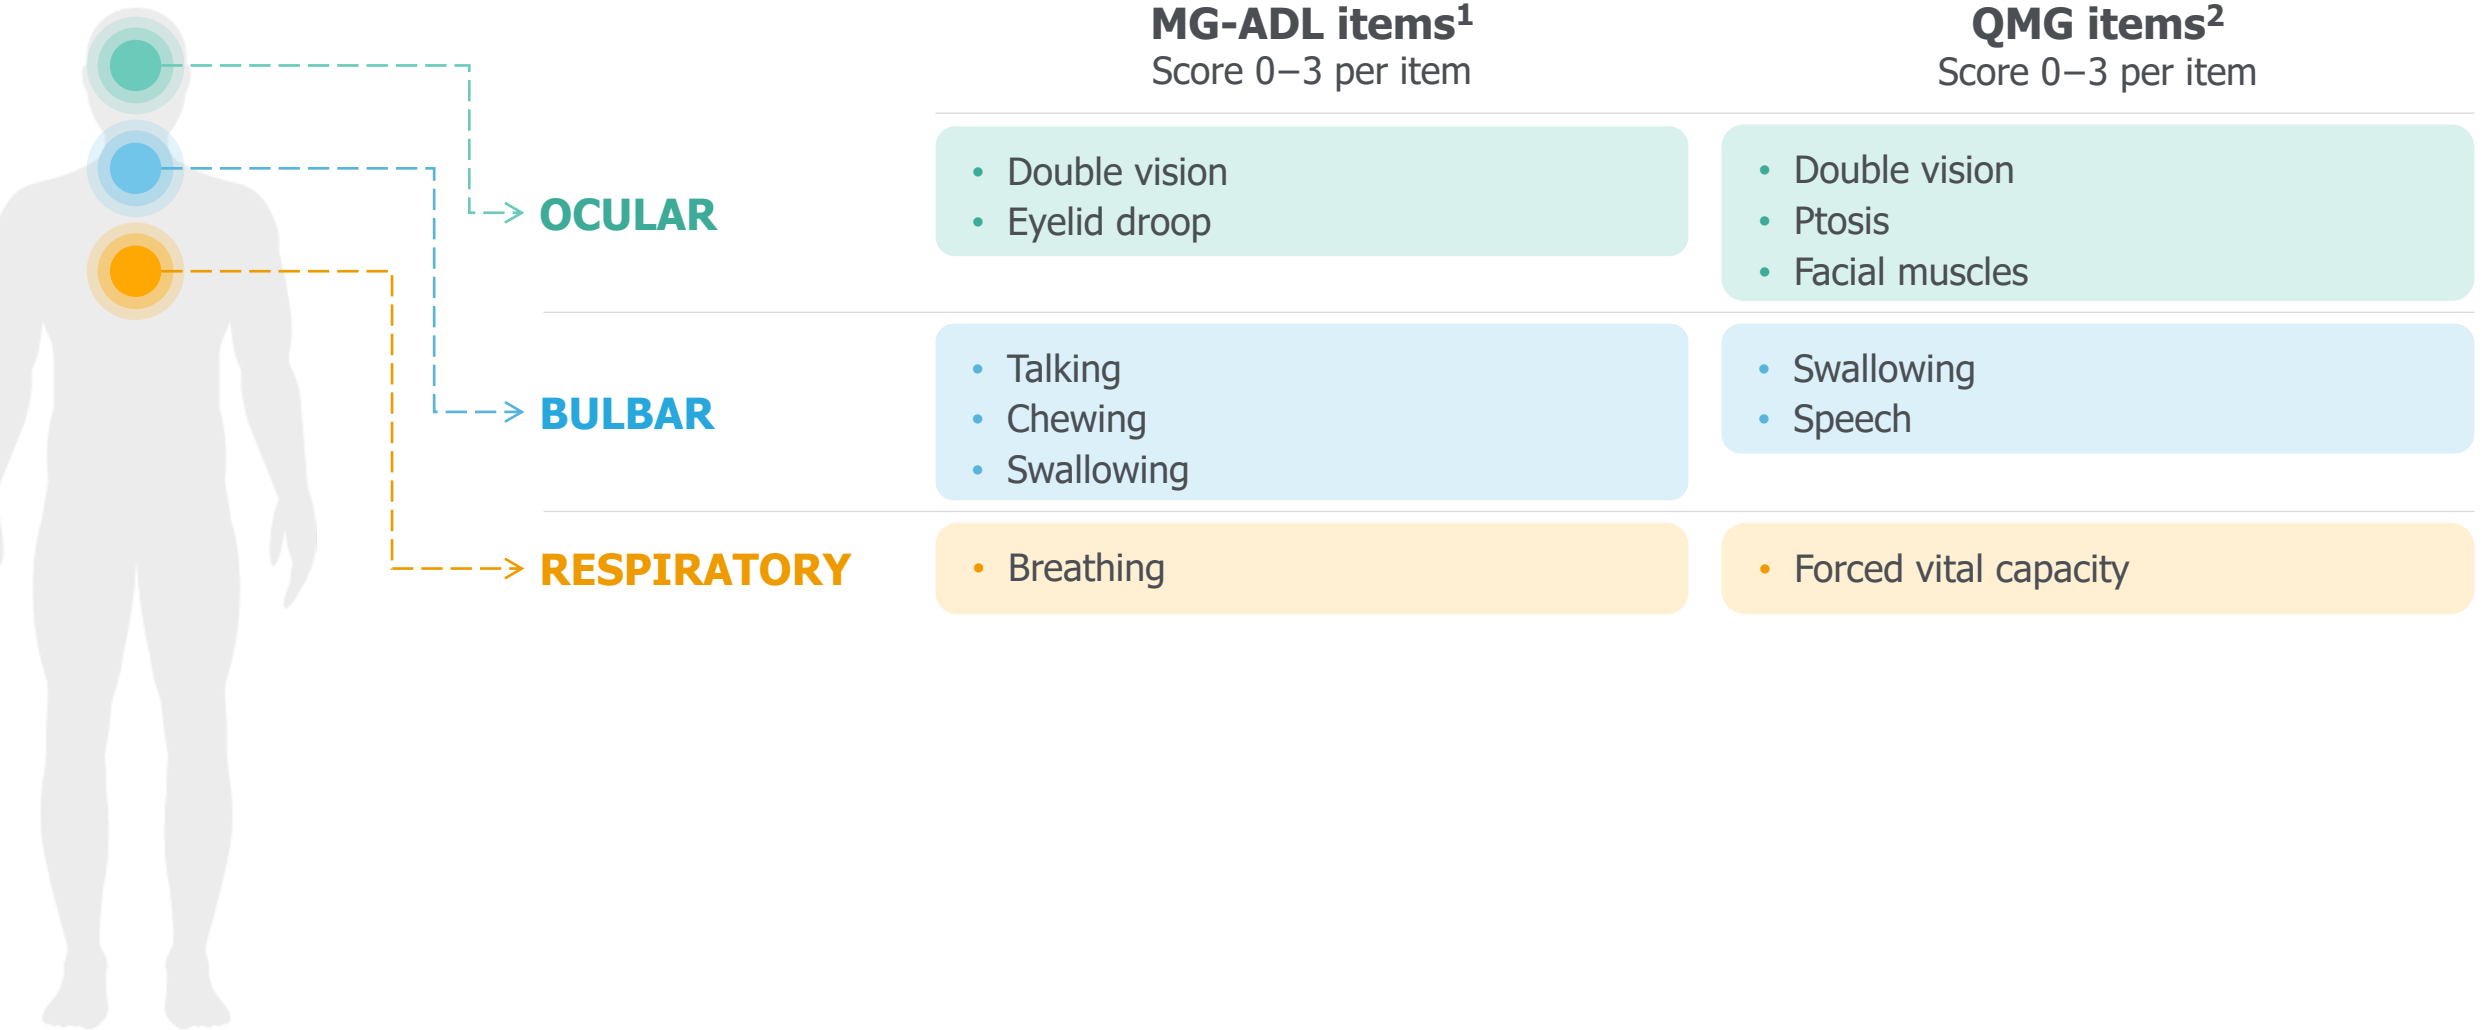 MG-ADL items¹
Score 0–3 per item
QMG items²
Score 0–3 per item
OCULAR
• Double vision
• Eyelid droop
• Double vision
• Ptosis
• Facial muscles
BULBAR
• Talking
• Chewing
• Swallowing
• Swallowing
• Speech
RESPIRATORY
• Breathing
• Forced vital capacity